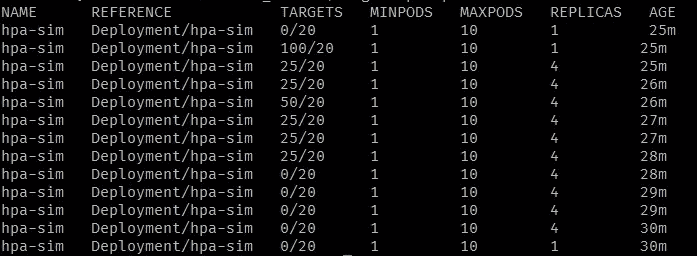 NAME REFERENCE TARGETS MINPODS MAXPODS REPLICAS AGE
hpa-sim Deployment/hpa-sim 0/20 1 10 1 25m
hpa-sim Deployment/hpa-sim 100/20 1 10 1 25m
hpa-sim Deployment/hpa-sim 25/20 1 10 4 25m
hpa-sim Deployment/hpa-sim 25/20 1 10 4 26m
hpa-sim Deployment/hpa-sim 50/20 1 10 4 26m
hpa-sim Deployment/hpa-sim 25/20 1 10 4 27m
hpa-sim Deployment/hpa-sim 25/20 1 10 4 27m
hpa-sim Deployment/hpa-sim 25/20 1 10 4 28m
hpa-sim Deployment/hpa-sim 0/20 1 10 4 28m
hpa-sim Deployment/hpa-sim 0/20 1 10 4 29m
hpa-sim Deployment/hpa-sim 0/20 1 10 4 29m
hpa-sim Deployment/hpa-sim 0/20 1 10 4 30m
hpa-sim Deployment/hpa-sim 0/20 1 10 1 30m